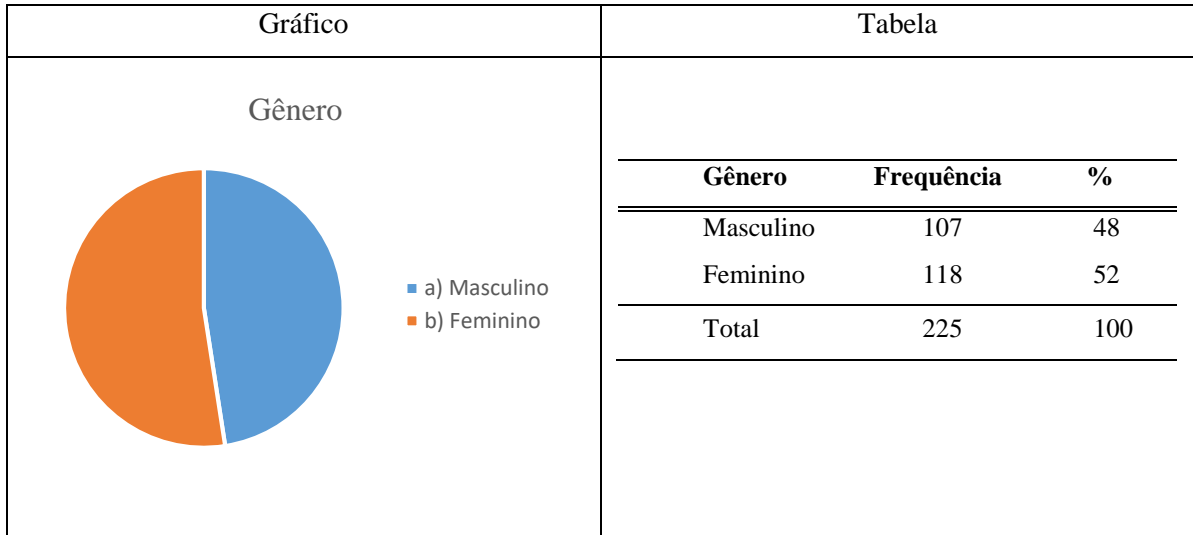 Gráfico Tabela
Gênero
a) Masculino
b) Feminino
Gênero Frequência %
Masculino 107 48
Feminino 118 52
Total 225 100